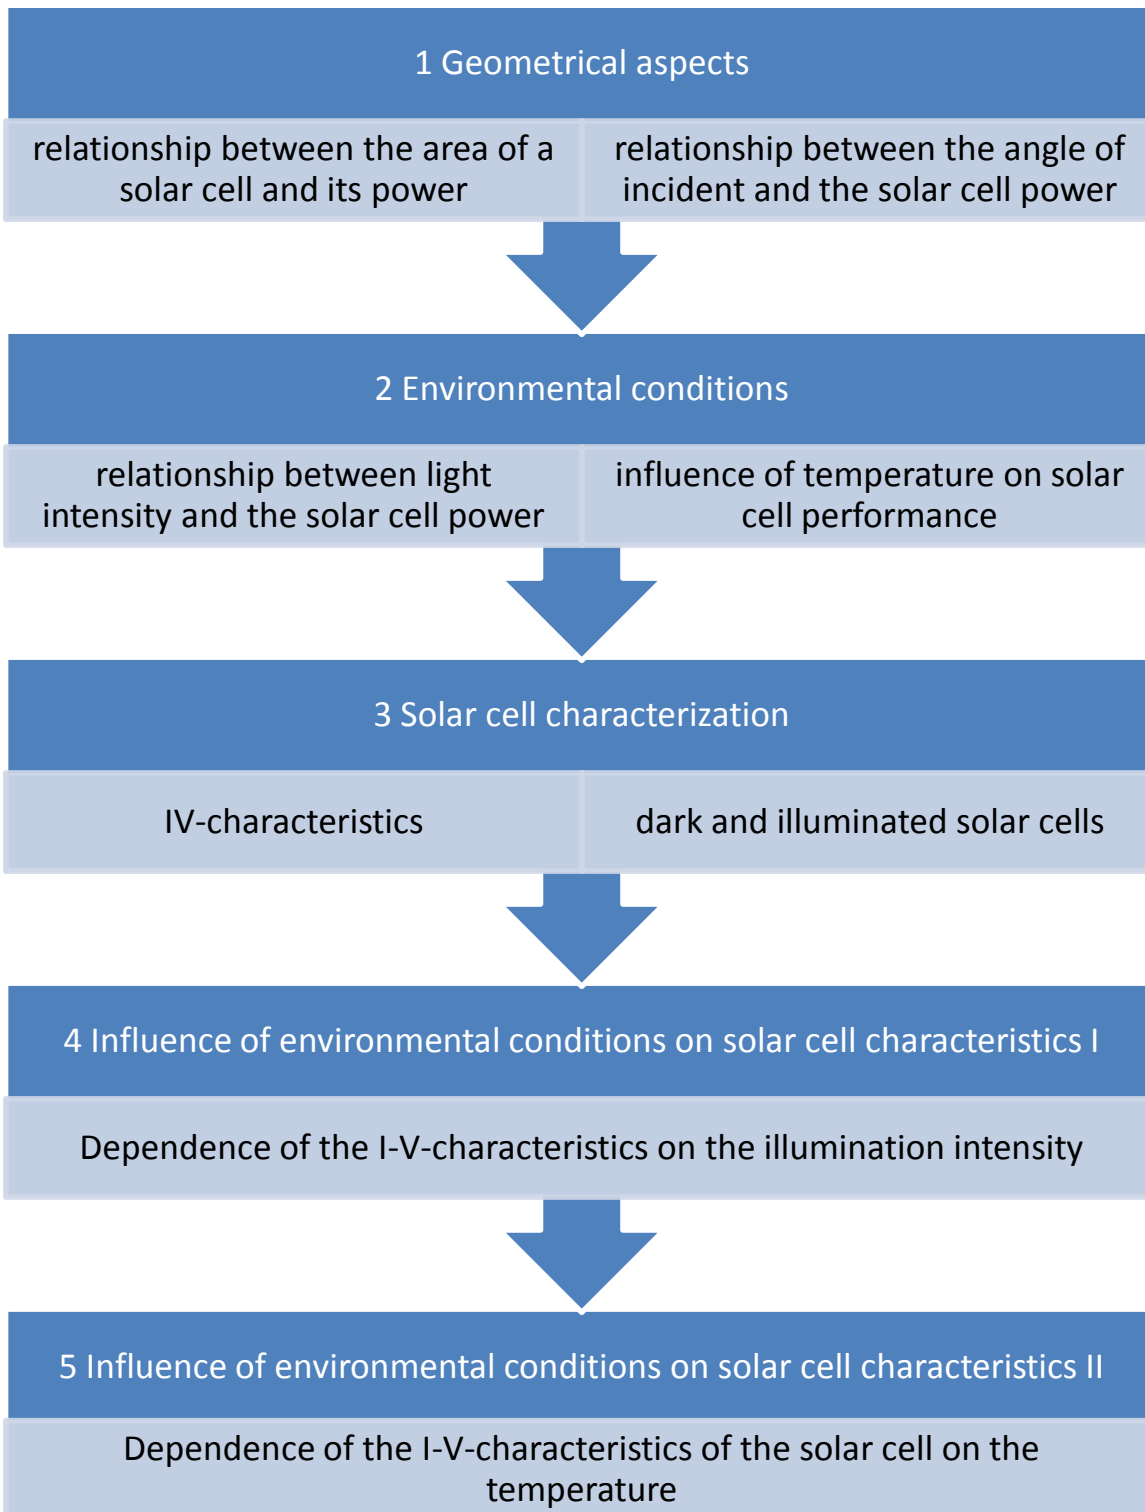 1 Geometrical aspects
relationship between the area of a
solar cell and its power
relationship between the angle of
incident and the solar cell power
2 Environmental conditions
relationship between light
intensity and the solar cell power
influence of temperature on solar
cell performance
3 Solar cell characterization
IV-characteristics
dark and illuminated solar cells
4 Influence of environmental conditions on solar cell characteristics I
Dependence of the I-V-characteristics on the illumination intensity
5 Influence of environmental conditions on solar cell characteristics II
Dependence of the I-V-characteristics of the solar cell on the
temperature